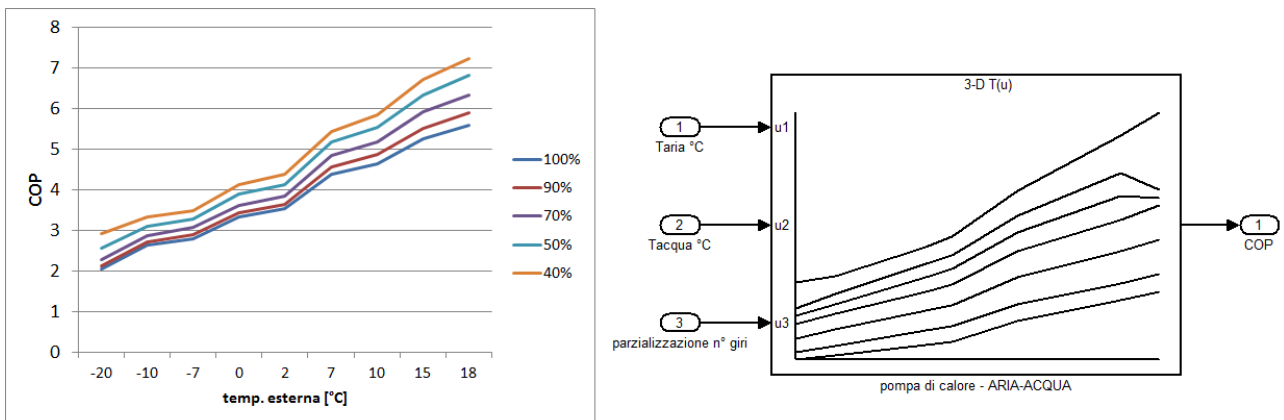 8
7
6
5
4
3
2
1
0
COP
-20 -10 -7 0 2 7 10 15 18
temp. esterna [°C]
100%
90%
70%
50%
40%
3-D T(u)
1
Taria °C
u1
2
Tacqua °C
u2
3
parzializzazione n° giri
u3
1
COP
pompa di calore - ARIA-ACQUA